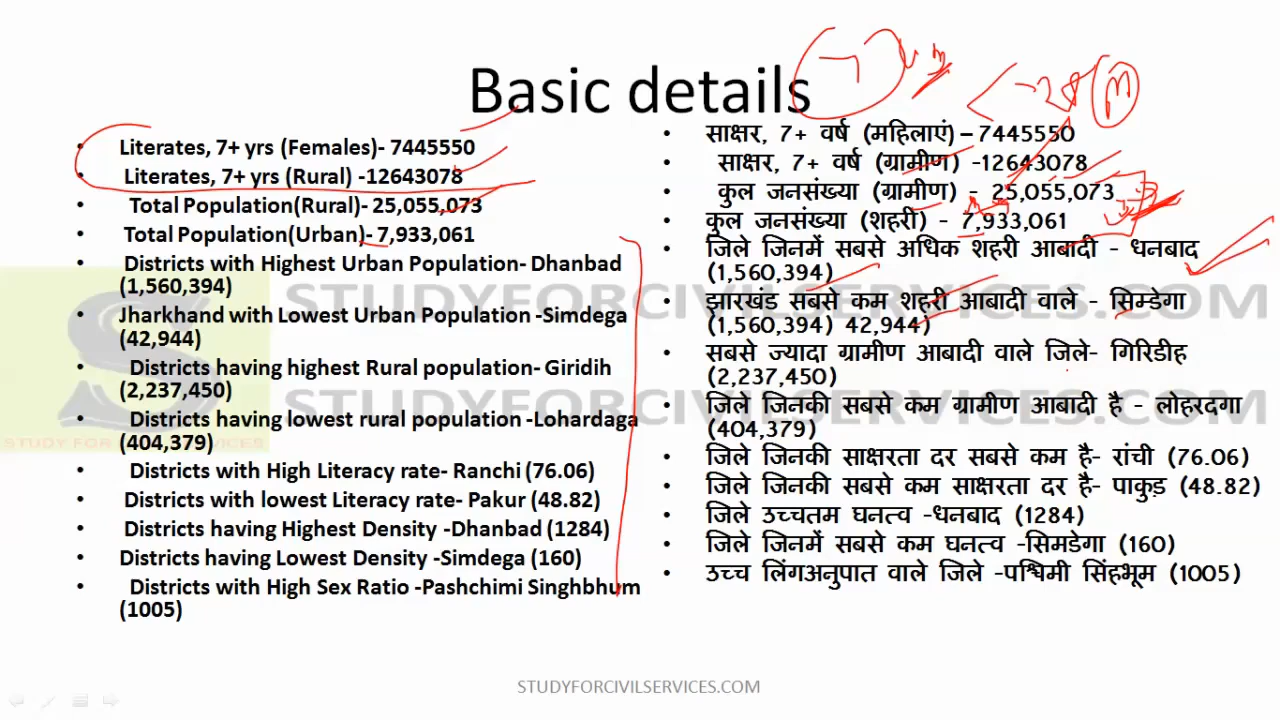 Basic details
• Literates, 7+ yrs (Females)- 7445550
• Literates, 7+ yrs (Rural) -12643078
• Total Population(Rural)- 25,055,073
• Total Population(Urban)- 7,933,061
• Districts with Highest Urban Population- Dhanbad
(1,560,394)
• Jharkhand with Lowest Urban Population -Simdega
(42,944)
• Districts having highest Rural population- Giridih
(2,237,450)
• Districts having lowest rural population -Lohardaga
(404,379)
• Districts with High Literacy rate- Ranchi (76.06)
• Districts with lowest Literacy rate- Pakur (48.82)
• Districts having Highest Density -Dhanbad (1284)
• Districts having Lowest Density -Simdega (160)
• Districts with High Sex Ratio -Pashchimi Singhbhum
(1005)
• साक्षर, 7+ वर्ष (महिलाएं) – 7445550
• साक्षर, 7+ वर्ष (ग्रामीण) -12643078
• कुल जनसंख्या (ग्रामीण) - 25,055,073
• कुल जनसंख्या (शहरी) - 7,933,061
• जिले जिनमें सबसे अधिक शहरी आबादी - धनबाद
(1,560,394)
• झारखंड सबसे कम शहरी आबादी वाले - सिम्डेगा
(1,560,394) 42,944)
• सबसे ज्यादा ग्रामीण आबादी वाले जिले- गिरिडीह
(2,237,450)
• जिले जिनकी सबसे कम ग्रामीण आबादी है - लोहरदगा
(404,379)
• जिले जिनकी साक्षरता दर सबसे कम है- रांची (76.06)
• जिले जिनकी सबसे कम साक्षरता दर है- पाकुड़ (48.82)
• जिले उच्चतम घनत्व -धनबाद (1284)
• जिले जिनमें सबसे कम घनत्व -सिमडेगा (160)
• उच्च लिंगअनुपात वाले जिले -पश्चिमी सिंहभूम (1005)
STUDYFORCIVILSERVICES.COM
STUDYFORCIVILSERVICES.COM
STUDY FOR CIVIL SERVICES
STUDYFORCIVILSERVICES.COM